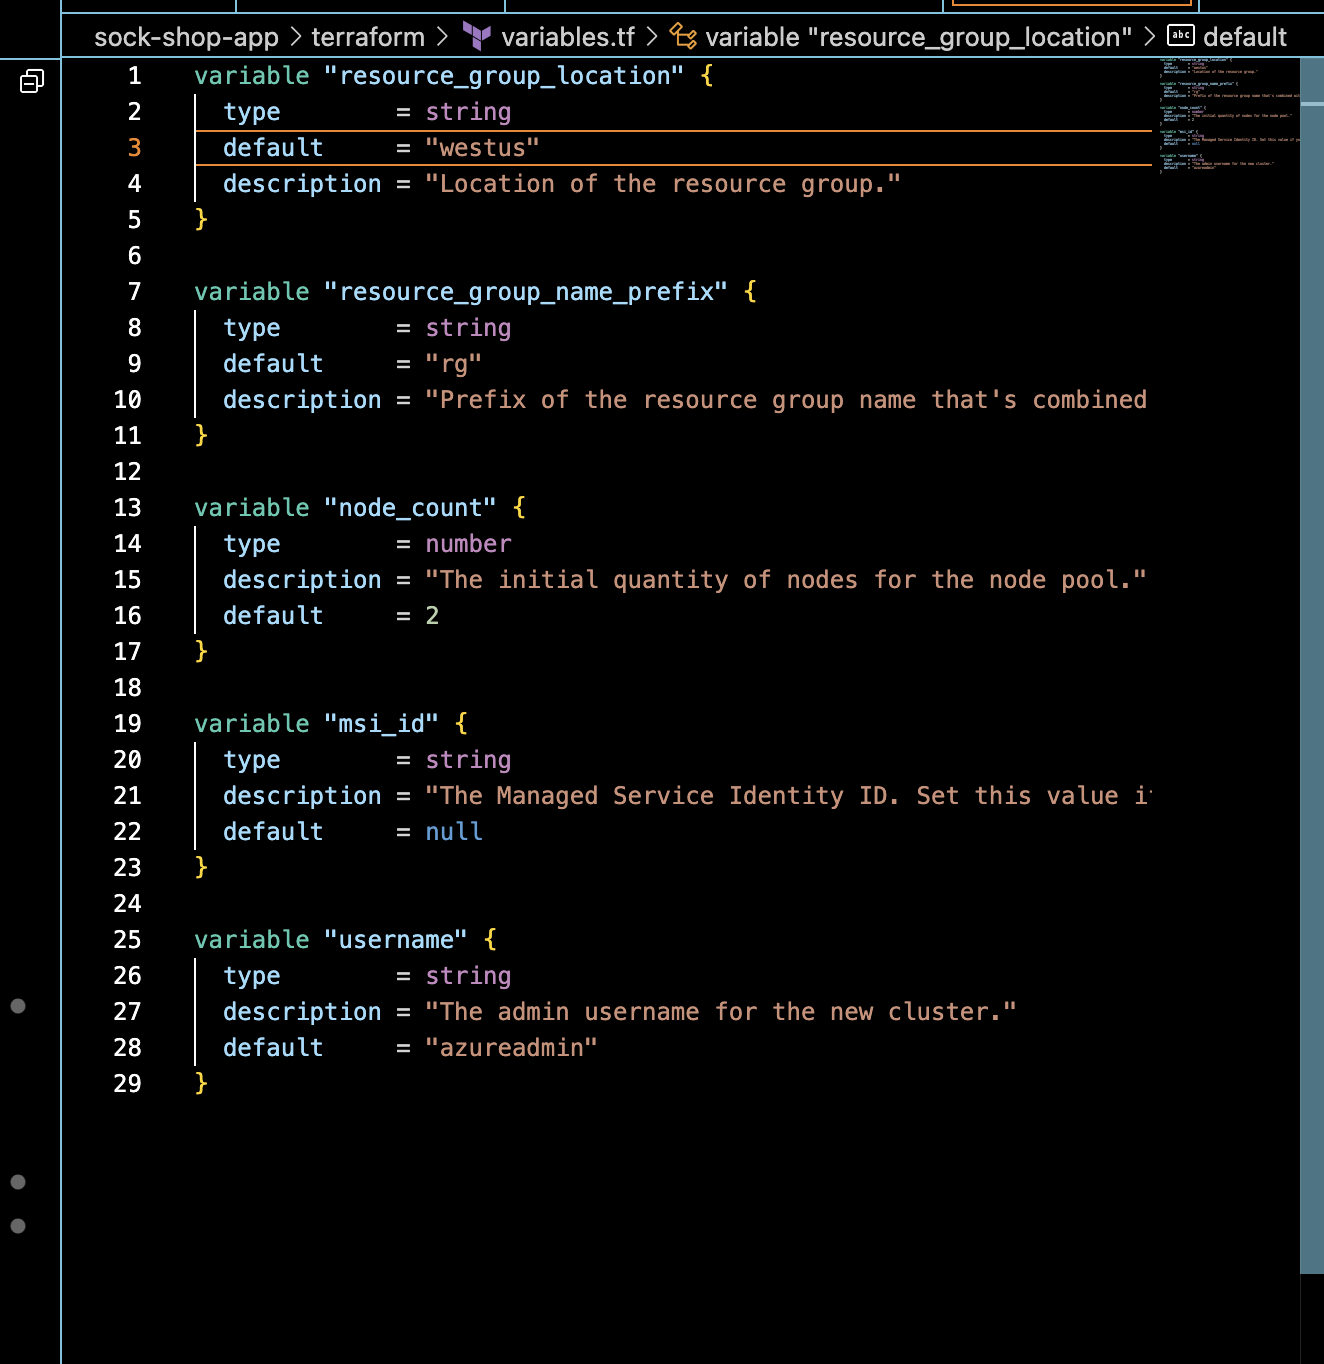 sock-shop-app > terraform > variables.tf > variable "resource_group_location" > abc default
1 variable "resource_group_location" {
2 type = string
3 default = "westus"
4 description = "Location of the resource group."
5 }
6
7 variable "resource_group_name_prefix" {
8 type = string
9 default = "rg"
10 description = "Prefix of the resource group name that's combined
11 }
12
13 variable "node_count" {
14 type = number
15 description = "The initial quantity of nodes for the node pool."
16 default = 2
17 }
18
19 variable "msi_id" {
20 type = string
21 description = "The Managed Service Identity ID. Set this value
22 default = null
23 }
24
25 variable "username" {
26 type = string
27 description = "The admin username for the new cluster."
28 default = "azureadmin"
29 }